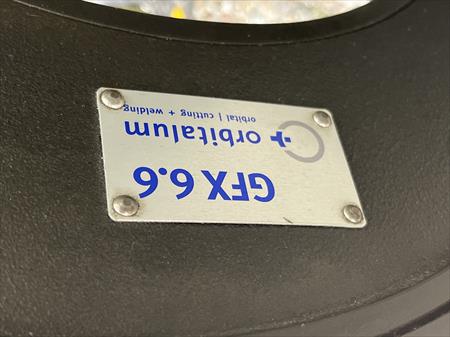 GFX 6.6
orbitalum
orbital | cutting + welding